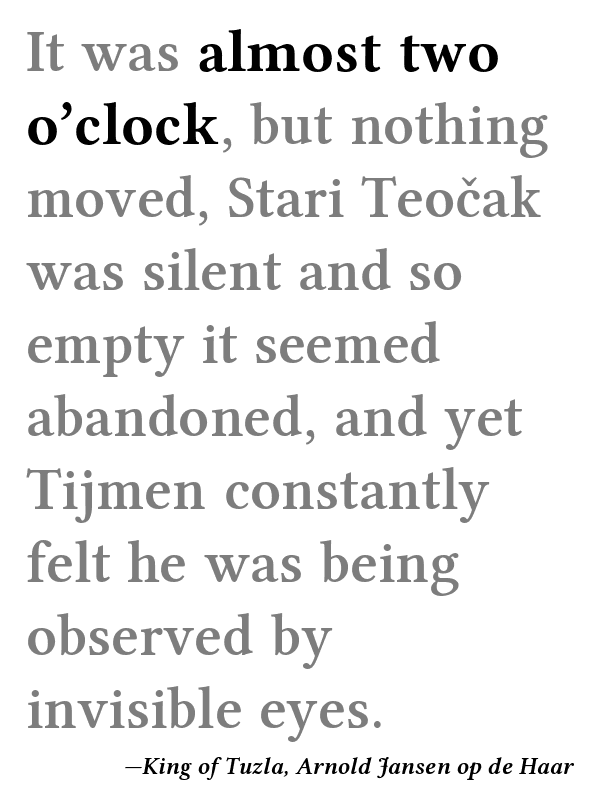 It was almost two
o’clock, but nothing
moved, Stari Teočak
was silent and so
empty it seemed
abandoned, and yet
Tijmen constantly
felt he was being
observed by
invisible eyes.
—King of Tuzla, Arnold Jansen op de Haar